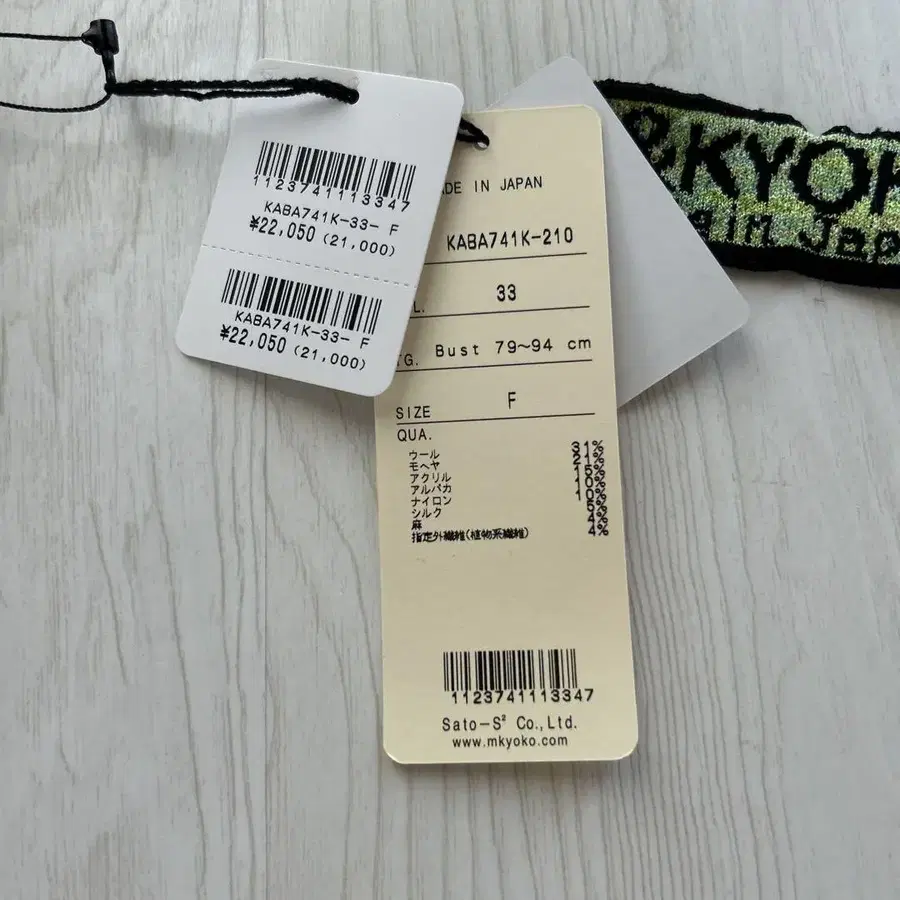 1123741113347
KABA741K-33- F
¥22,050 (21,000)
KABA741K-33- F
¥22,050 (21,000)
ADE IN JAPAN
KABA741K-210
L. 33
G. Bust 79~94 cm
SIZE F
QUA.
ウール 31%
モヘヤ 21%
アクリル 15%
アルパカ 10%
ナイロン 10%
シルク 5%
麻 4%
指定外繊維(植物系繊維) 4%
1123741113347
Sato-S² Co.,Ltd.
www.mkyoko.com
&KYOK
in Jap